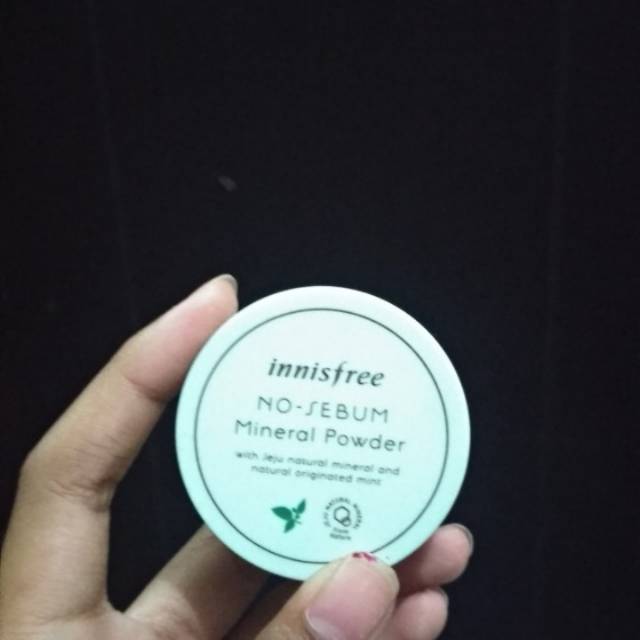 innisfree
NO-SEBUM
Mineral Powder
with Jeju natural mineral and
natural originated mint